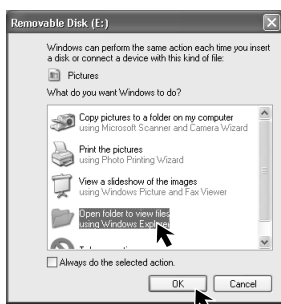 Removable Disk (E:)
Windows can perform the same action each time you insert
a disk or connect a device with this kind of file:
Pictures
What do you want Windows to do?
Copy pictures to a folder on my computer
using Microsoft Scanner and Camera Wizard
Print the pictures
using Photo Printing Wizard
View a slideshow of the images
using Windows Picture and Fax Viewer
Open folder to view files
using Windows Explorer
Always do the selected action.
OK
Cancel